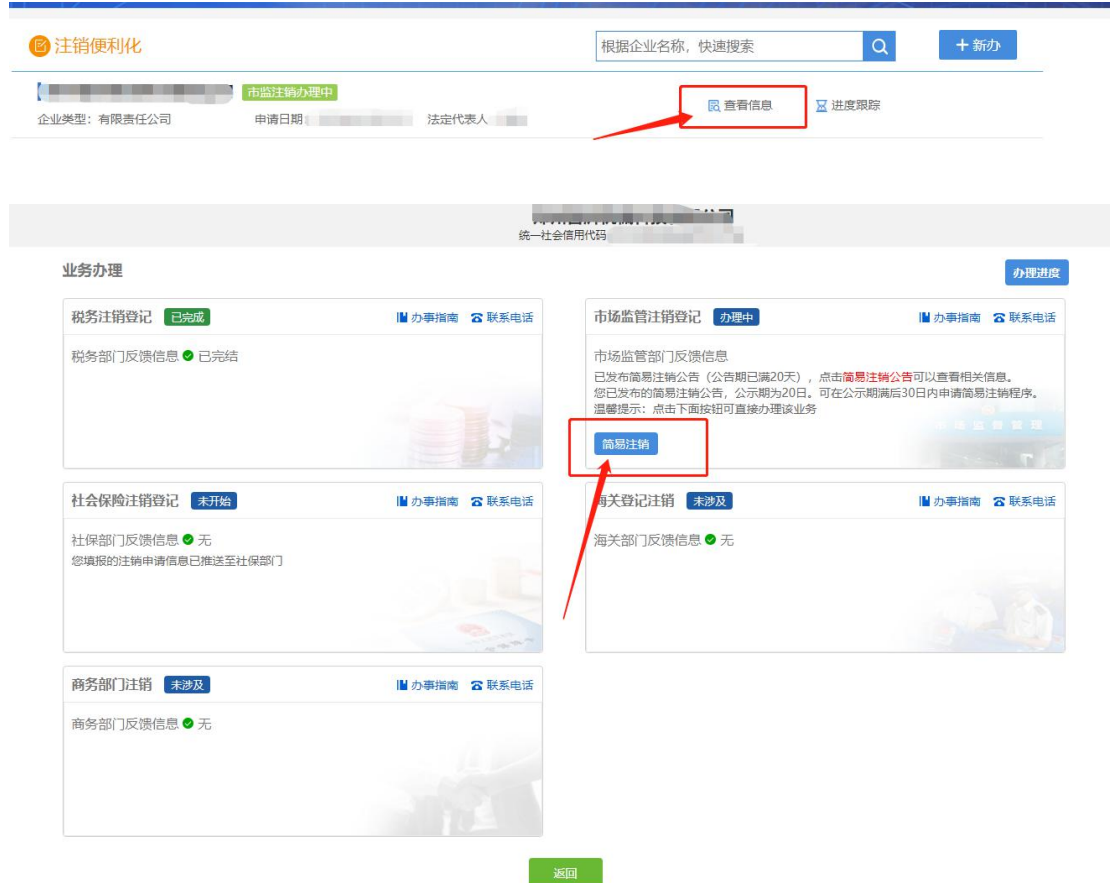 注销便利化
根据企业名称，快速搜索
新办
市监注销办理中
查看信息
进度跟踪
企业类型：有限责任公司
申请日期
法定代表人
统一社会信用代码
业务办理
办理进度
税务注销登记 已完成 办事指南 联系电话
税务部门反馈信息 已完结
市场监管注销登记 办理中 办事指南 联系电话
市场监管部门反馈信息
已发布简易注销公告（公告期已满20天），点击简易注销公告可以查看相关信息。
您已发布的简易注销公告，公示期为20日。可在公示期满后30日内申请简易注销程序。
温馨提示：点击下面按钮可直接办理该业务
简易注销
社会保险注销登记 未开始 办事指南 联系电话
社保部门反馈信息 无
您填报的注销申请信息已推送至社保部门
海关登记注销 未涉及 办事指南 联系电话
海关部门反馈信息 无
商务部门注销 未涉及 办事指南 联系电话
商务部门反馈信息 无
返回